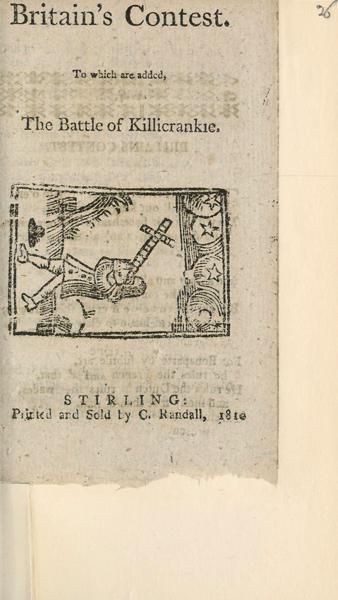 26
Britain's Contest.
To which are added,
The Battle of Killicrankie.
STIRLING:
Printed and Sold by C. Randall, 1810